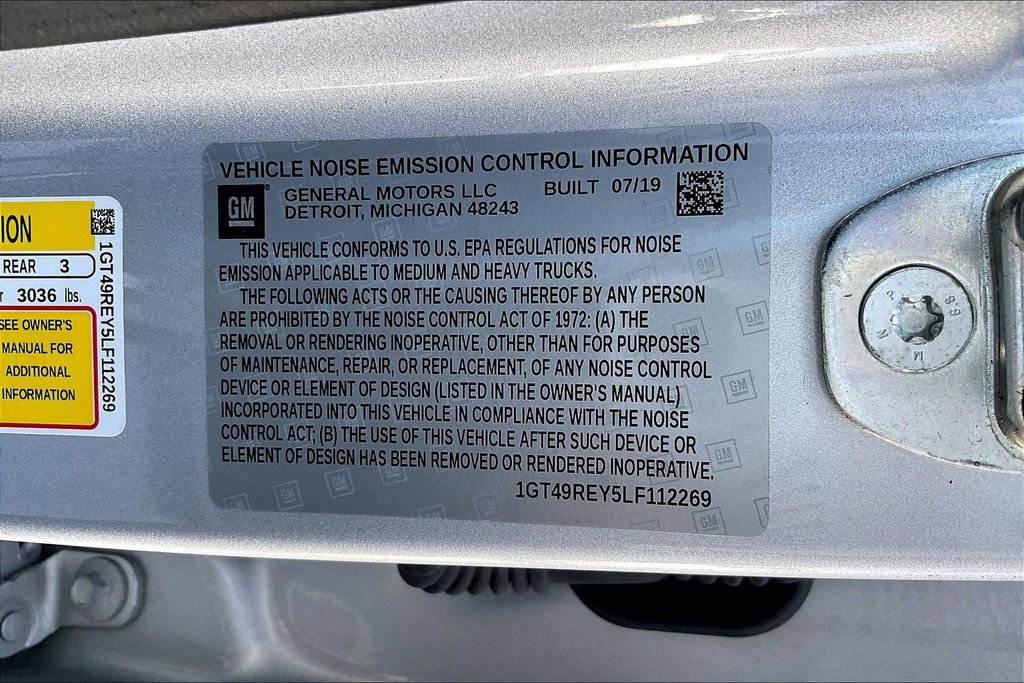 VEHICLE NOISE EMISSION CONTROL INFORMATION
GM
GENERAL MOTORS LLC
DETROIT, MICHIGAN 48243
BUILT 07/19
THIS VEHICLE CONFORMS TO U.S. EPA REGULATIONS FOR NOISE
EMISSION APPLICABLE TO MEDIUM AND HEAVY TRUCKS.
THE FOLLOWING ACTS OR THE CAUSING THEREOF BY ANY PERSON
ARE PROHIBITED BY THE NOISE CONTROL ACT OF 1972: (A) THE
REMOVAL OR RENDERING INOPERATIVE, OTHER THAN FOR PURPOSES
OF MAINTENANCE, REPAIR, OR REPLACEMENT, OF ANY NOISE CONTROL
DEVICE OR ELEMENT OF DESIGN (LISTED IN THE OWNER'S MANUAL)
INCORPORATED INTO THIS VEHICLE IN COMPLIANCE WITH THE NOISE
CONTROL ACT; (B) THE USE OF THIS VEHICLE AFTER SUCH DEVICE OR
ELEMENT OF DESIGN HAS BEEN REMOVED OR RENDERED INOPERATIVE.
1GT49REY5LF112269
ION
REAR 3
3036 lbs.
SEE OWNER'S
MANUAL FOR
ADDITIONAL
INFORMATION
1GT49REY5LF112269